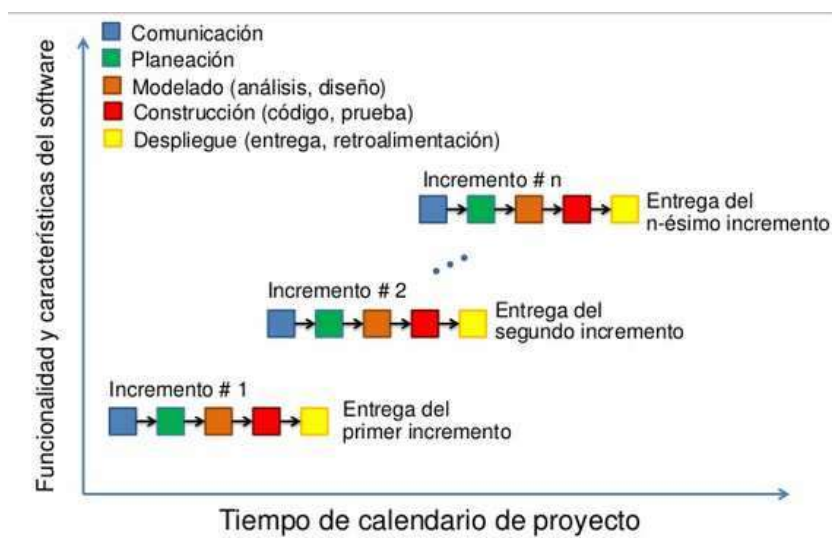 Funcionalidad y características del software
Comunicación
Planeación
Modelado (análisis, diseño)
Construcción (código, prueba)
Despliegue (entrega, retroalimentación)
Incremento # n
Entrega del
n-ésimo incremento
Incremento # 2
Entrega del
segundo incremento
Incremento # 1
Entrega del
primer incremento
Tiempo de calendario de proyecto